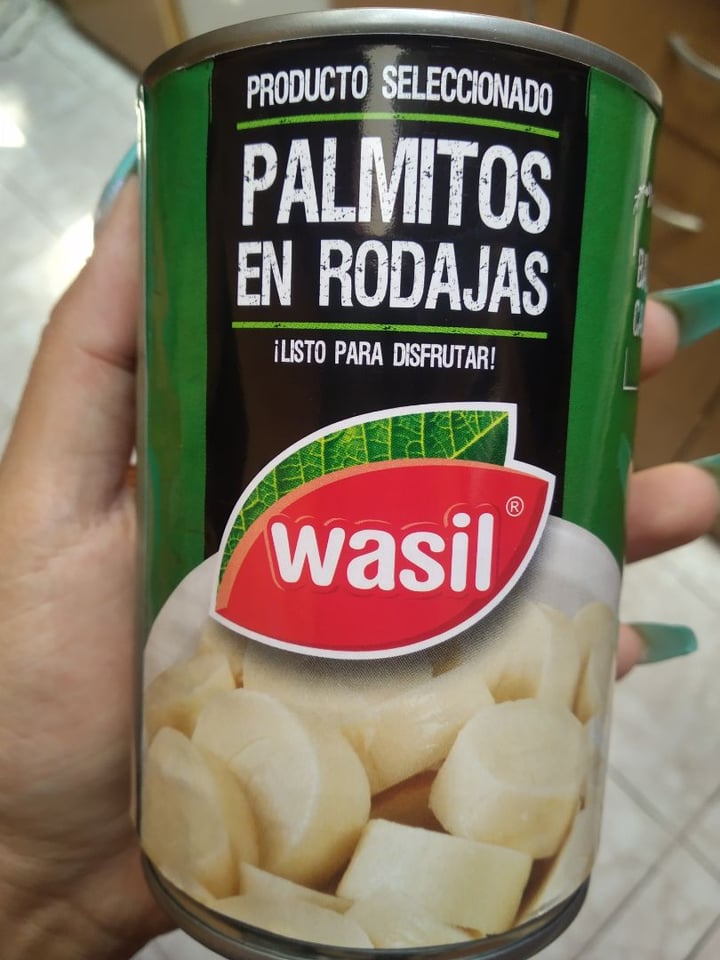 PRODUCTO SELECCIONADO
PALMITOS
EN RODAJAS
¡LISTO PARA DISFRUTAR!
wasil®